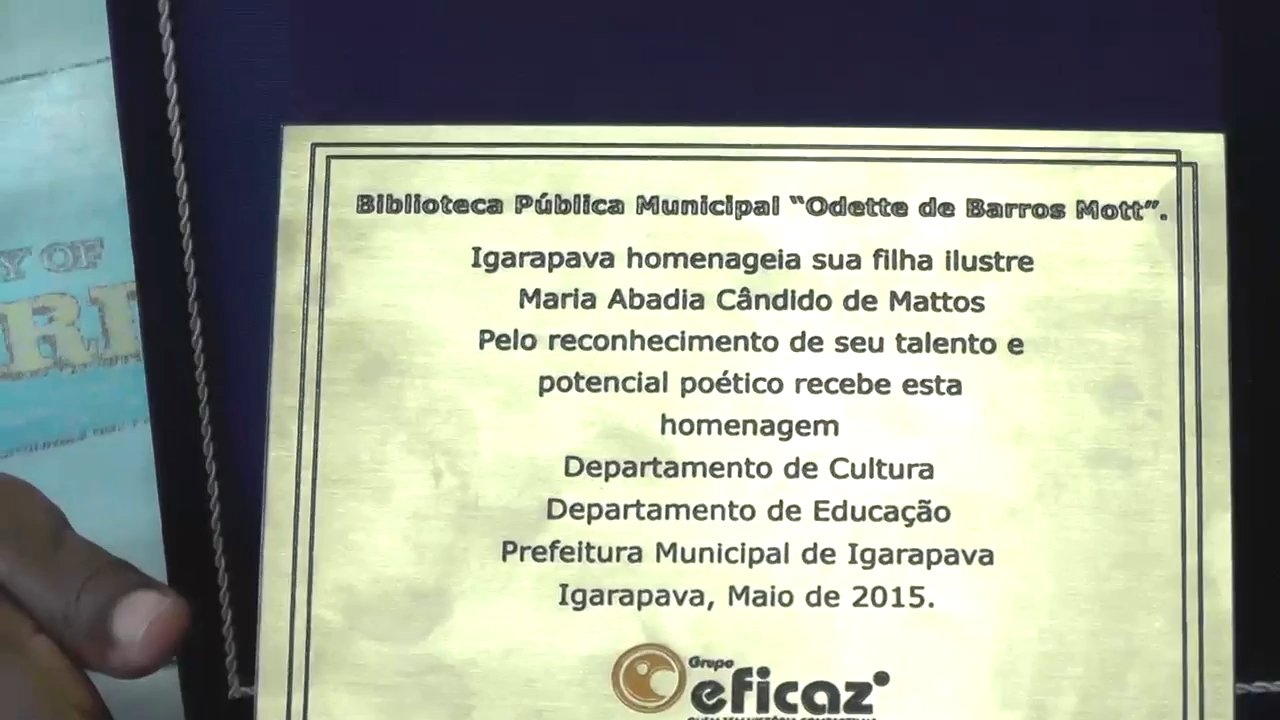 Y OF
Biblioteca Pública Municipal “Odette de Barros Mott”.
Igarapava homenageia sua filha ilustre
Maria Abadia Cândido de Mattos
Pelo reconhecimento de seu talento e
potencial poético recebe esta
homenagem
Departamento de Cultura
Departamento de Educação
Prefeitura Municipal de Igarapava
Igarapava, Maio de 2015.
Grupo
eficaz